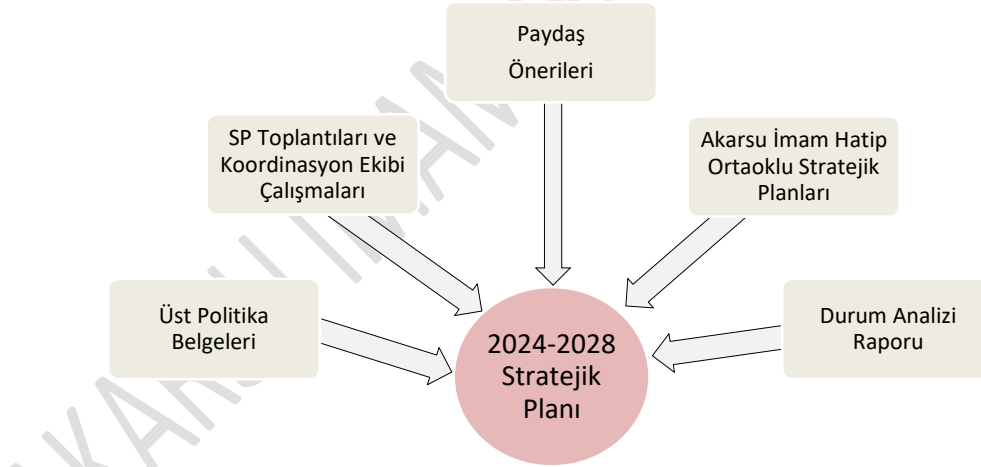 Paydaş
Önerileri
SP Toplantıları ve
Koordinasyon Ekibi
Çalışmaları
Akarsu İmam Hatip
Ortaoklu Stratejik
Planları
Üst Politika
Belgeleri
Durum Analizi
Raporu
2024-2028
Stratejik
Planı